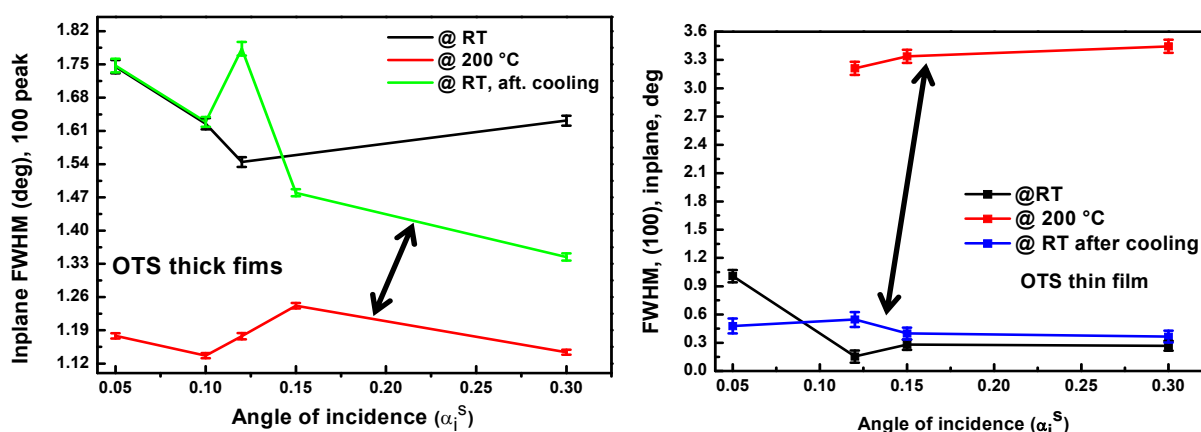 1.82
1.75
1.68
1.61
1.54
1.47
1.40
1.33
1.26
1.19
1.12
Inplane FWHM (deg), 100 peak
@ RT
@ 200 °C
@ RT, aft. cooling
OTS thick fims
0.05 0.10 0.15 0.20 0.25 0.30
Angle of incidence (αiS)
3.6
3.3
3.0
2.7
2.4
2.1
1.8
1.5
1.2
0.9
0.6
0.3
0.0
FWHM, (100), inplane, deg
@RT
@ 200 °C
@ RT after cooling
OTS thin film
0.05 0.10 0.15 0.20 0.25 0.30
Angle of incidence (αiS)